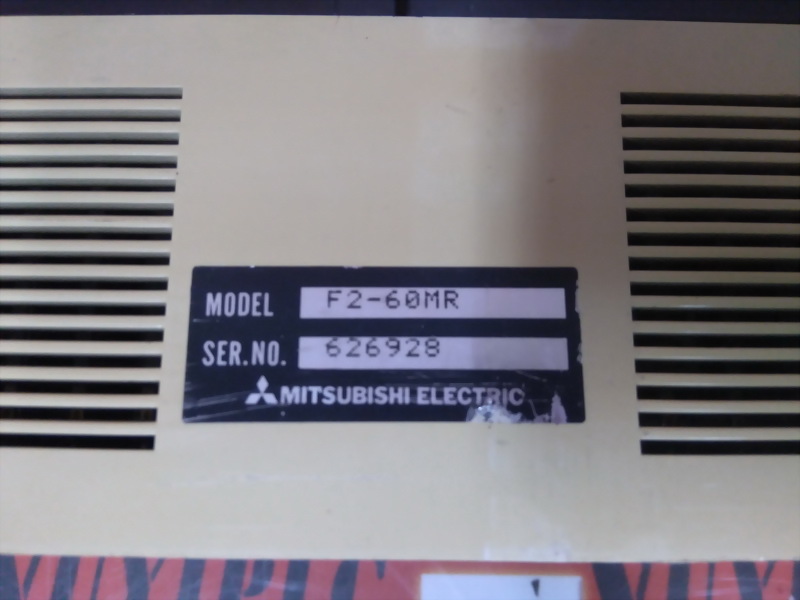 MODEL F2-60MR
SER.NO. 626928
MITSUBISHI ELECTRIC